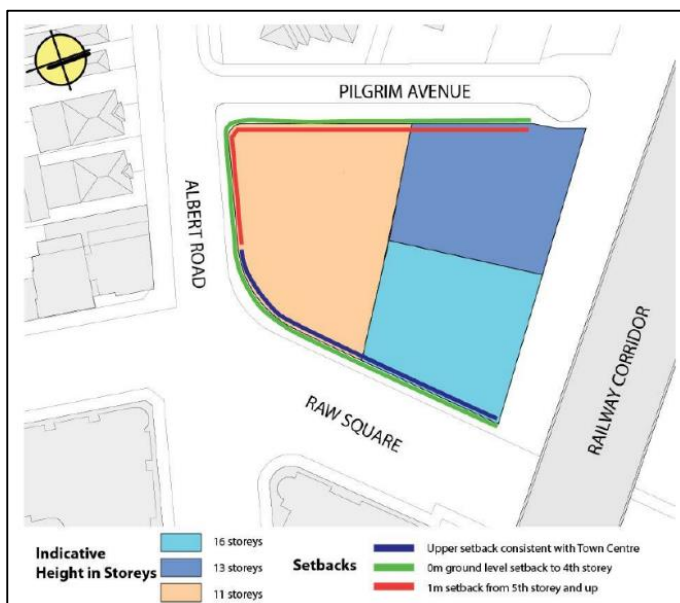 PILGRIM AVENUE
ALBERT ROAD
RAW SQUARE
RAILWAY CORRIDOR
Indicative
Height in Storeys
16 storeys
13 storeys
11 storeys
Setbacks
Upper setback consistent with Town Centre
0m ground level setback to 4th storey
1m setback from 5th storey and up